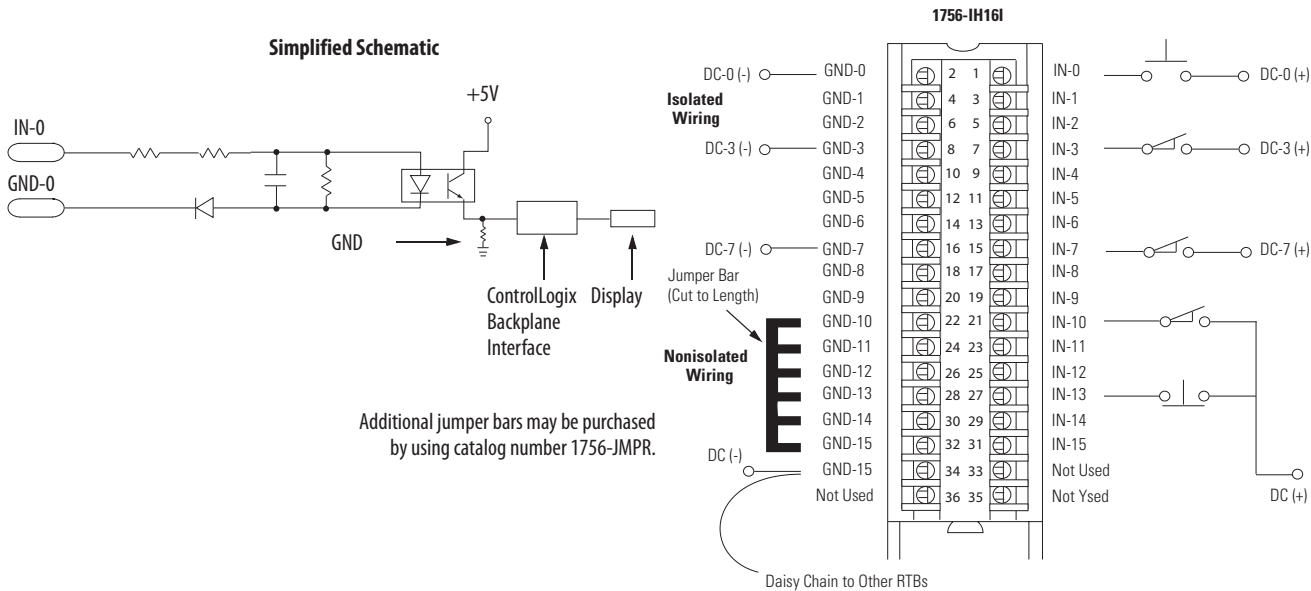 1756-IH16I
Simplified Schematic
+5V
IN-0
GND-0
GND
ControlLogix
Backplane
Interface
Display
Additional jumper bars may be purchased
by using catalog number 1756-JMPR.
Isolated
Wiring
Jumper Bar
(Cut to Length)
Nonisolated
Wiring
DC-0 (-) GND-0 2 1 IN-0 DC-0 (+)
GND-1 4 3 IN-1
GND-2 6 5 IN-2
DC-3 (-) GND-3 8 7 IN-3 DC-3 (+)
GND-4 10 9 IN-4
GND-5 12 11 IN-5
GND-6 14 13 IN-6
DC-7 (-) GND-7 16 15 IN-7 DC-7 (+)
GND-8 18 17 IN-8
GND-9 20 19 IN-9
GND-10 22 21 IN-10
GND-11 24 23 IN-11
GND-12 26 25 IN-12
GND-13 28 27 IN-13
GND-14 30 29 IN-14
GND-15 32 31 IN-15
DC (-) GND-15 34 33 Not Used
Not Used 36 35 Not Ysed DC (+)
Daisy Chain to Other RTBs